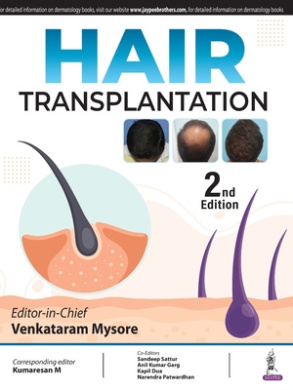 or detailed information on dermatology books, visit our website www.jaypeebrothers.com, for detailed information on dermatology books
HAIR
TRANSPLANTATION
2nd
Edition
Editor-in-Chief
Venkataram Mysore
Corresponding editor
Kumaresan M
Co-Editors
Sandeep Sattur
Anil Kumar Garg
Kapil Dua
Narendra Patwardhan